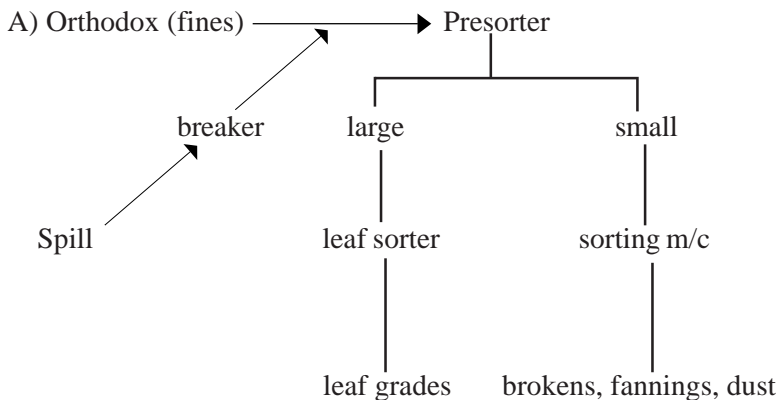 A) Orthodox (fines) Presorter
breaker large small
Spill leaf sorter sorting m/c
leaf grades brokens, fannings, dust